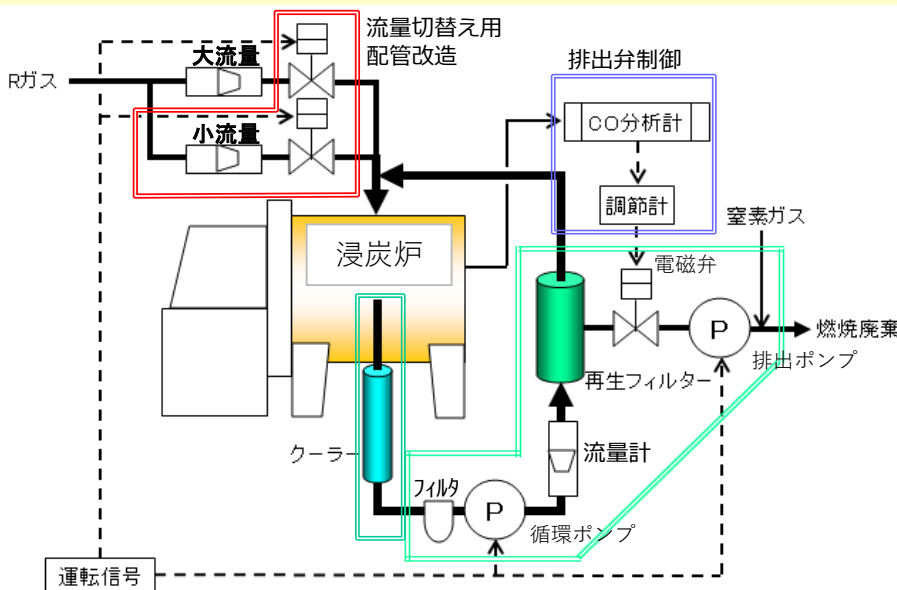 流量切替え用
配管改造
排出弁制御
Rガス
大流量
小流量
CO分析計
調節計
窒素ガス
浸炭炉
電磁弁
P
燃焼廃棄
排出ポンプ
再生フィルター
クーラー
流量計
フィルタ
P
循環ポンプ
運転信号